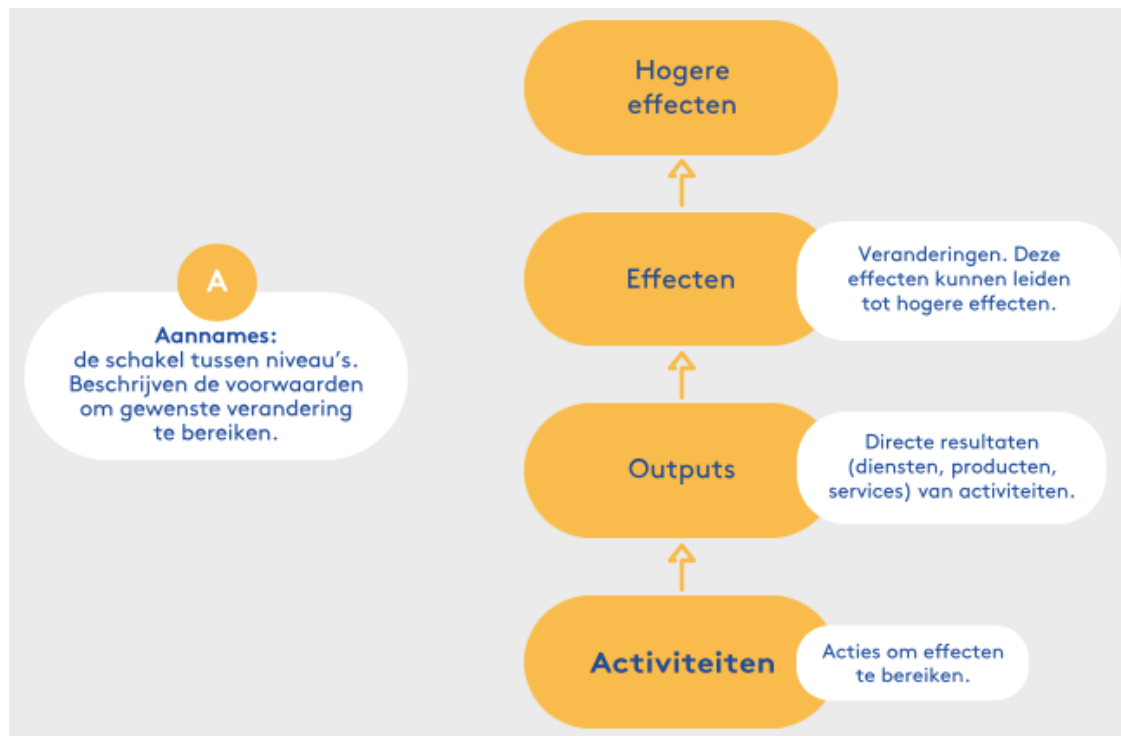 Hogere
effecten
Effecten
Veranderingen. Deze
effecten kunnen leiden
tot hogere effecten.
A
Aannames:
de schakel tussen niveau's.
Beschrijven de voorwaarden
om gewenste verandering
te bereiken.
Outputs
Directe resultaten
(diensten, producten,
services) van activiteiten.
Activiteiten
Acties om effecten
te bereiken.